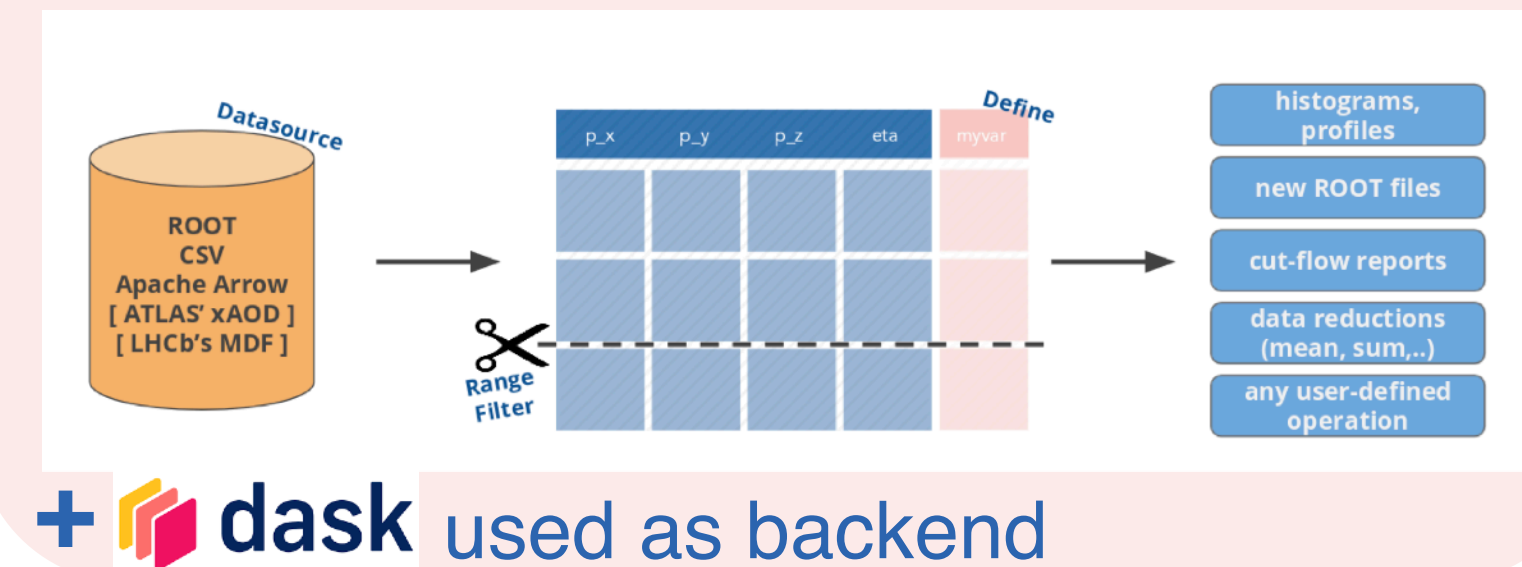 Datasource
ROOT
CSV
Apache Arrow
[ ATLAS’ xAOD ]
[ LHCb’s MDF ]
Define
p_x p_y p_z eta myvar
Range
Filter
histograms,
profiles
new ROOT files
cut-flow reports
data reductions
(mean, sum,..)
any user-defined
operation
+ dask used as backend